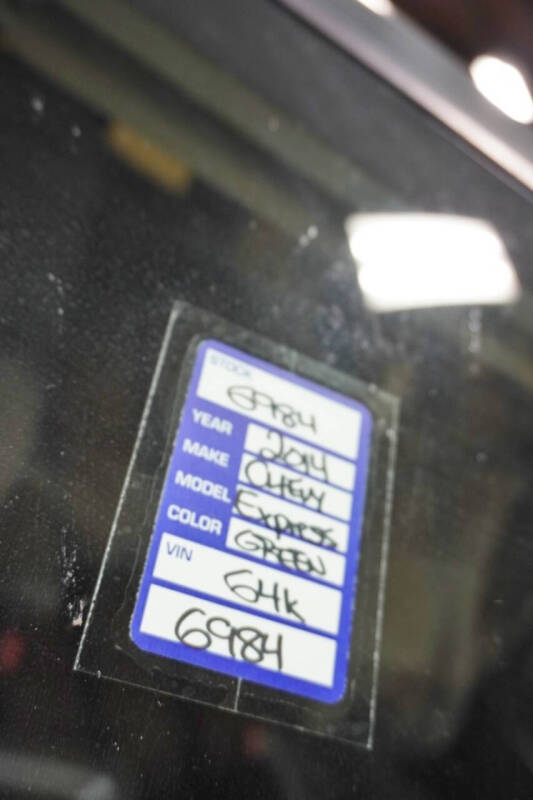 STOCK
6984
YEAR 2014
MAKE CHEVY
MODEL Express
COLOR GREEN
VIN
64K
6984